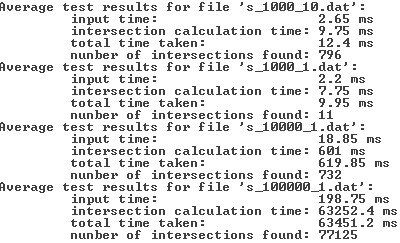 Average test results for file 's_1000_10.dat':
input time: 2.65 ms
intersection calculation time: 9.75 ms
total time taken: 12.4 ms
nunber of intersections found: 796
Average test results for file 's_1000_1.dat':
input time: 2.2 ms
intersection calculation time: 7.75 ms
total time taken: 9.95 ms
nunber of intersections found: 11
Average test results for file 's_10000_1.dat':
input time: 18.85 ms
intersection calculation time: 601 ms
total time taken: 619.85 ms
nunber of intersections found: 732
Average test results for file 's_100000_1.dat':
input time: 198.75 ms
intersection calculation time: 63252.4 ms
total time taken: 63451.2 ms
nunber of intersections found: 77125